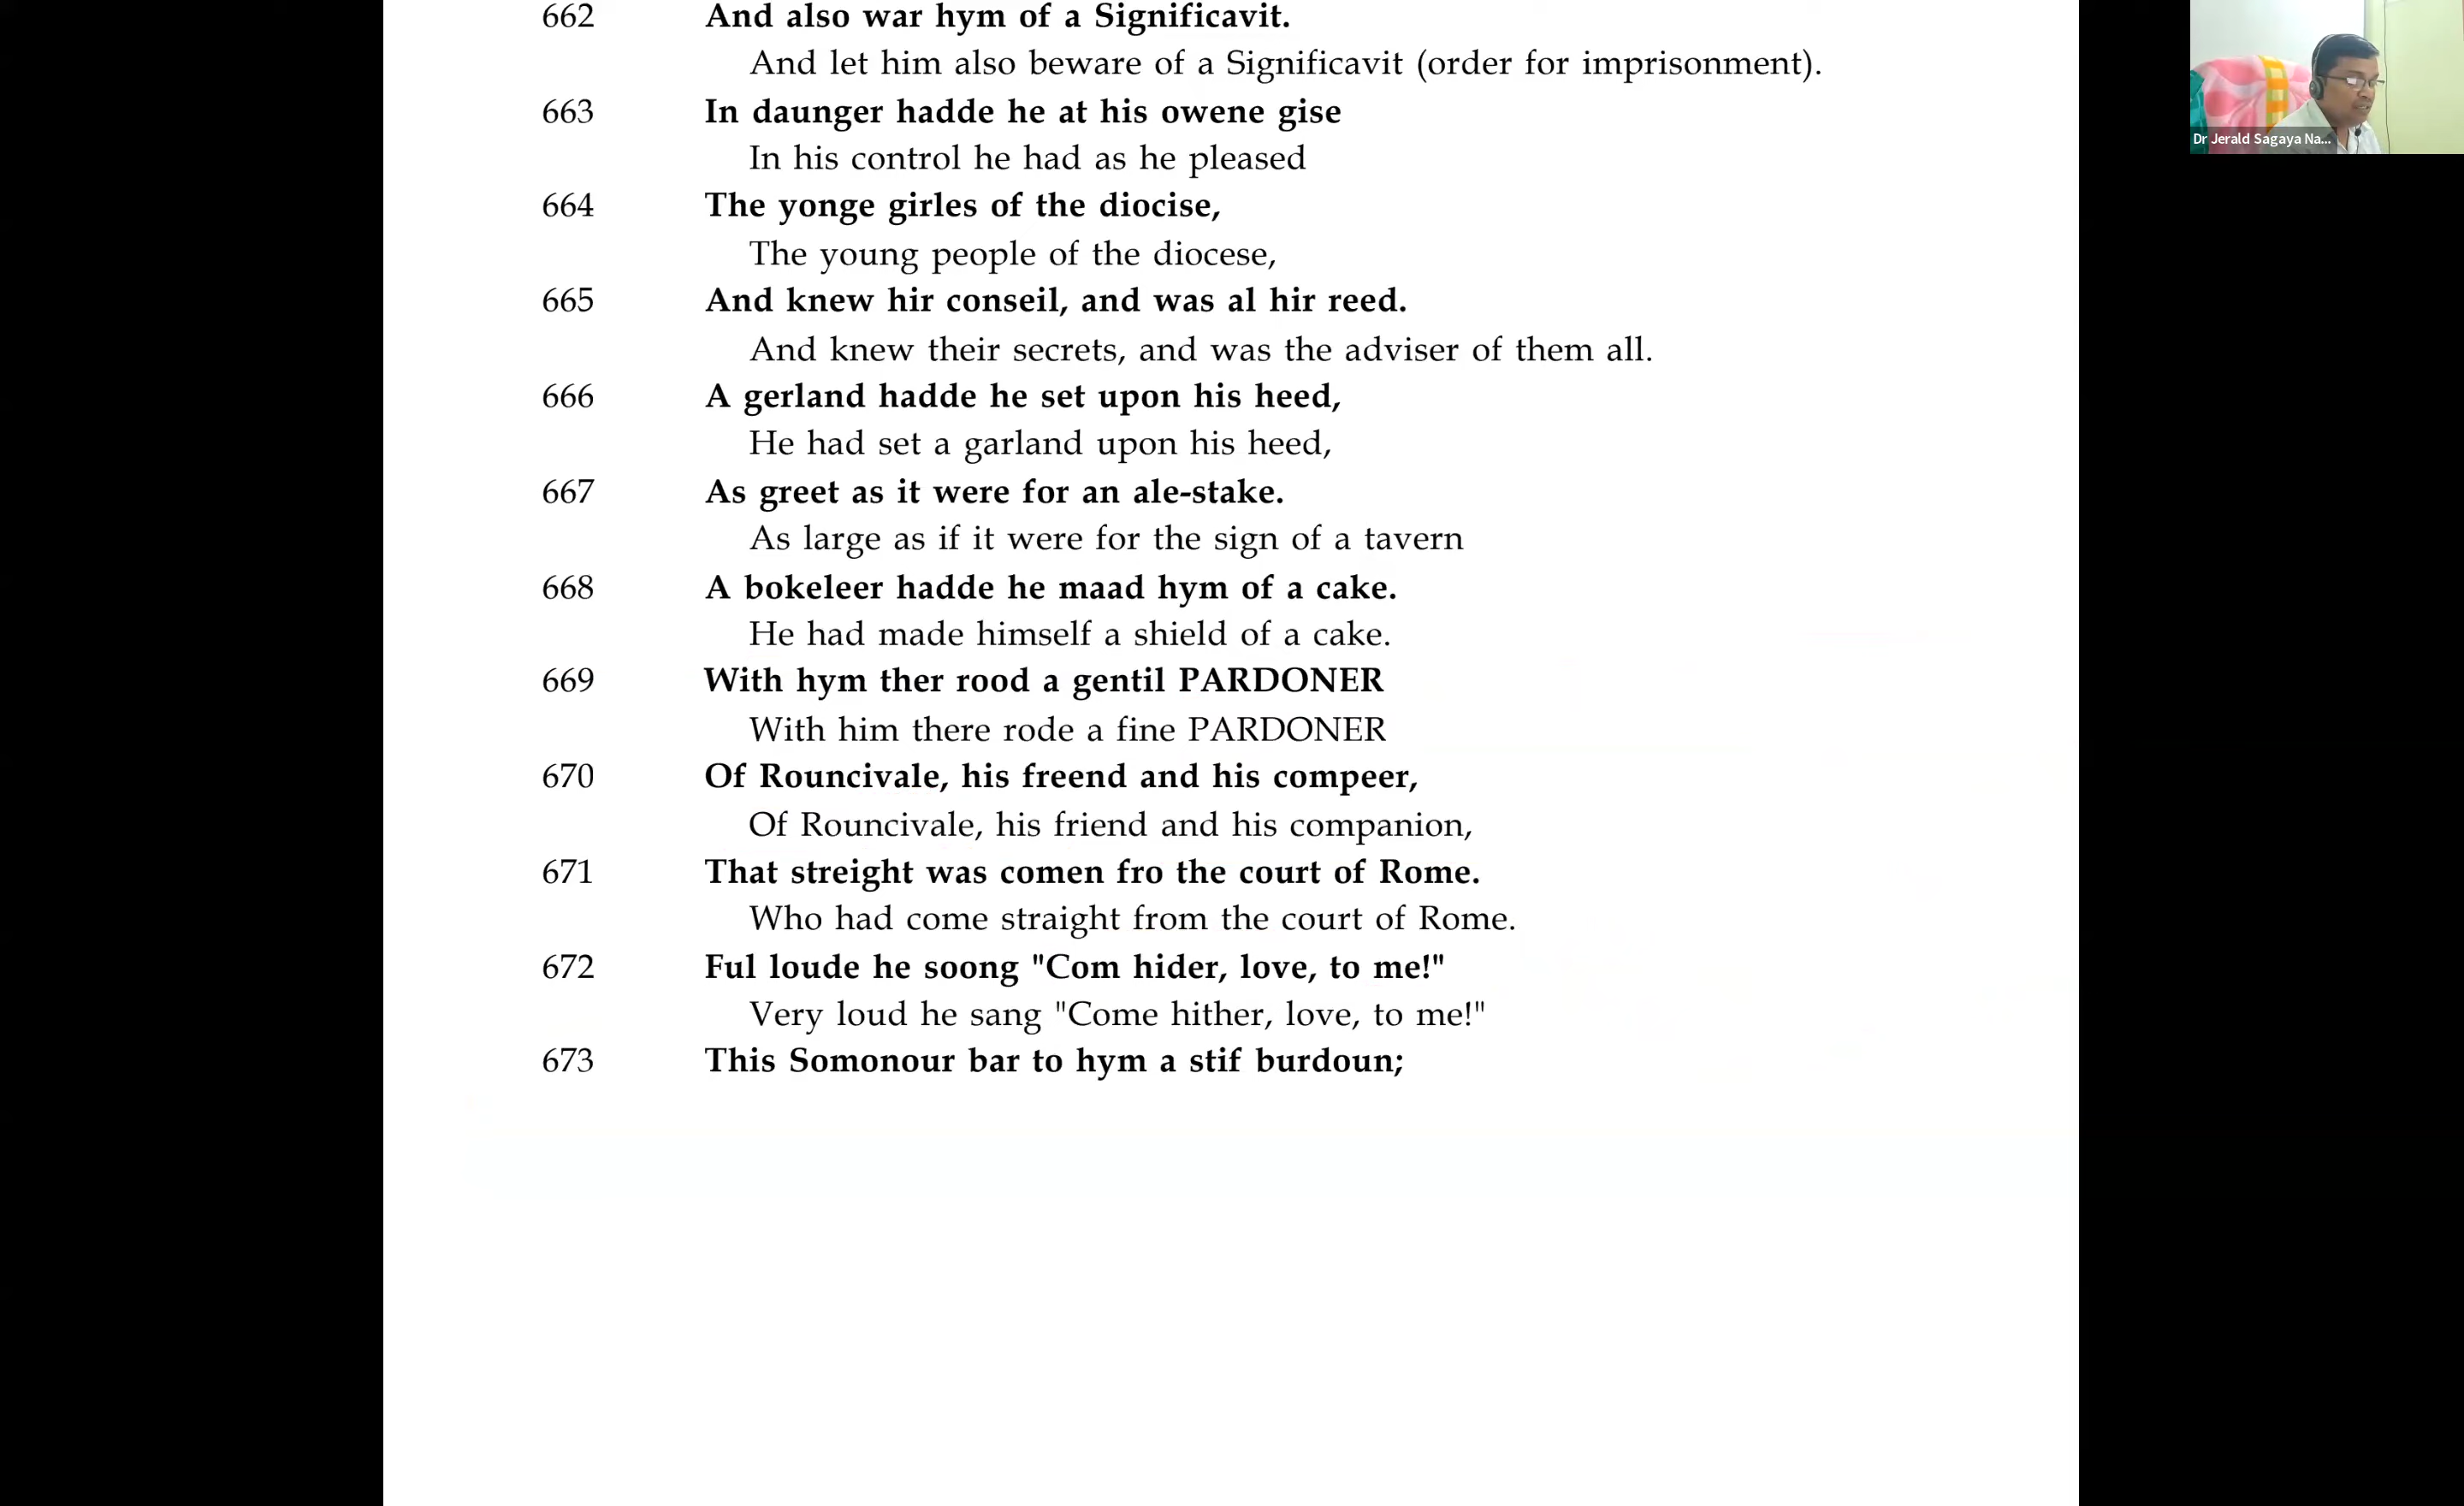 662 And also war hym of a Significavit.
And let him also beware of a Significavit (order for imprisonment).
663 In daunger hadde he at his owene gise
In his control he had as he pleased
664 The yonge girles of the diocise,
The young people of the diocese,
665 And knew hir conseil, and was al hir reed.
And knew their secrets, and was the adviser of them all.
666 A gerland hadde he set upon his heed,
He had set a garland upon his heed,
667 As greet as it were for an ale-stake.
As large as if it were for the sign of a tavern
668 A bokeleer hadde he maad hym of a cake.
He had made himself a shield of a cake.
669 With hym ther rood a gentil PARDONER
With him there rode a fine PARDONER
670 Of Rouncivale, his freend and his compeer,
Of Rouncivale, his friend and his companion,
671 That streight was comen fro the court of Rome.
Who had come straight from the court of Rome.
672 Ful loude he soong "Com hider, love, to me!"
Very loud he sang "Come hither, love, to me!"
673 This Somonour bar to hym a stif burdoun;
Dr Jerald Sagaya Na...